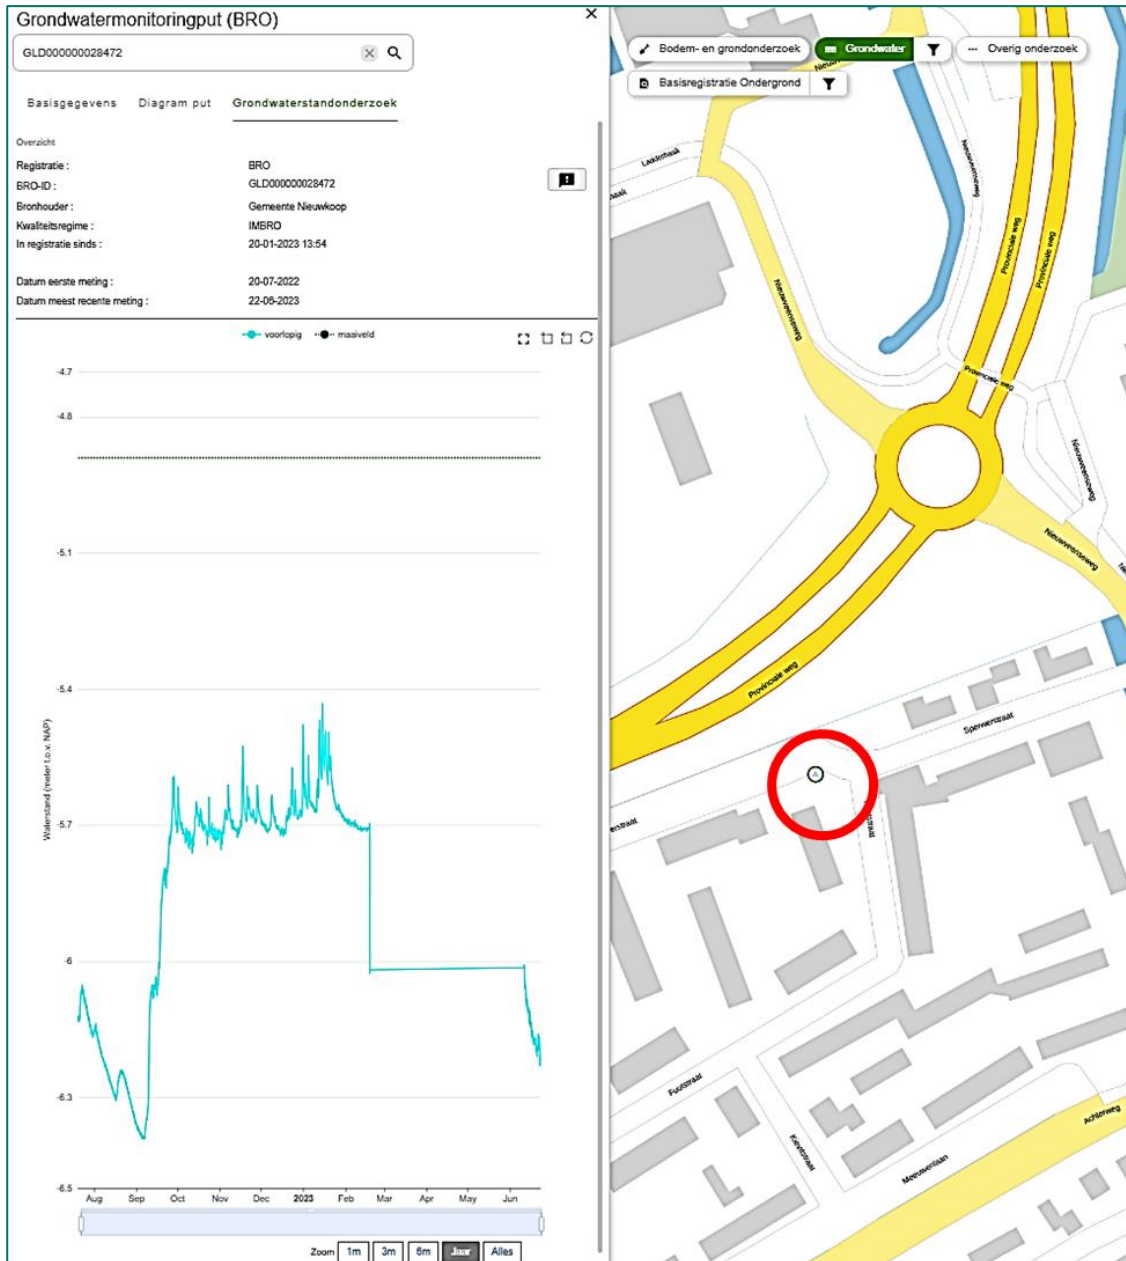 Grondwatermonitoringput (BRO)
GLD000000028472
Basisgegevens Diagram put Grondwaterstandonderzoek
Overzicht
Registratie : BRO
BRO-ID : GLD000000028472
Bronhouder : Gemeente Nieuwkoop
Kwaliteitsregime : IMBRO
In registratie sinds : 20-01-2023 13:54
Datum eerste meting : 20-07-2022
Datum meest recente meting : 22-06-2023
voorlopig maaiveld
-4.7
-4.8
-5.1
-5.4
-5.7
-6
-6.3
-6.5
Waterstand (meter t.o.v. NAP)
Aug Sep Oct Nov Dec 2023 Feb Mar Apr May Jun
Zoom 1m 3m 6m Jaar Alles
Bodem- en grondonderzoek Grondwater Overig onderzoek
Basisregistratie Ondergrond
Nieuwveenseweg
Provinciale weg
Provinciale weg
Nieuwveenseweg
Provinciale weg
Nieuwveenseweg
Nieuwveenseweg
Provinciale weg
Sperwerstraat
erstraat
Fuutstraat
Kievitstraat
Meeuwenlaan
Achterweg